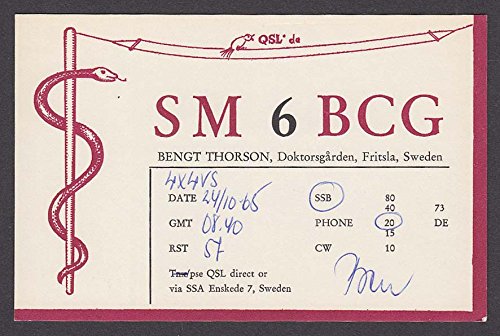 QSL' de
SM 6 BCG
BENGT THORSON, Doktorsgården, Fritsla, Sweden
4X4VS
DATE 24/10-65 SSB 80
40 73
GMT 08.40 PHONE 20 DE
15
RST 57 CW 10
Tnx/pse QSL direct or
via SSA Enskede 7, Sweden